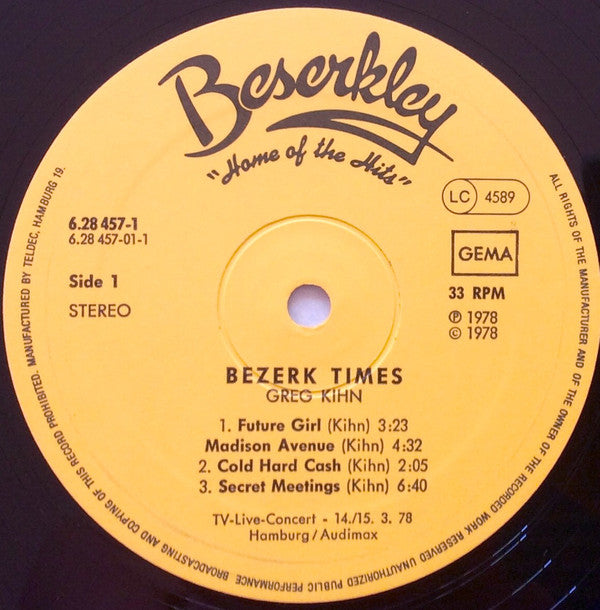 Beserkley
"Home of the Hits"
LC 4589
6.28 457-1
6.28 457-01-1
GEMA
Side 1
STEREO
33 RPM
℗ 1978
© 1978
BEZERK TIMES
GREG KIHN
1. Future Girl (Kihn) 3:23
Madison Avenue (Kihn) 4:32
2. Cold Hard Cash (Kihn) 2:05
3. Secret Meetings (Kihn) 6:40
TV-Live-Concert - 14./15. 3. 78
Hamburg/Audimax
ALL RIGHTS OF THE MANUFACTURER AND OF THE OWNER OF THE RECORDED WORK RESERVED UNAUTHORIZED PUBLIC PERFORMANCE BROADCASTING AND COPYING OF THIS RECORD PROHIBITED. MANUFACTURED BY TELDEC, HAMBURG 19.